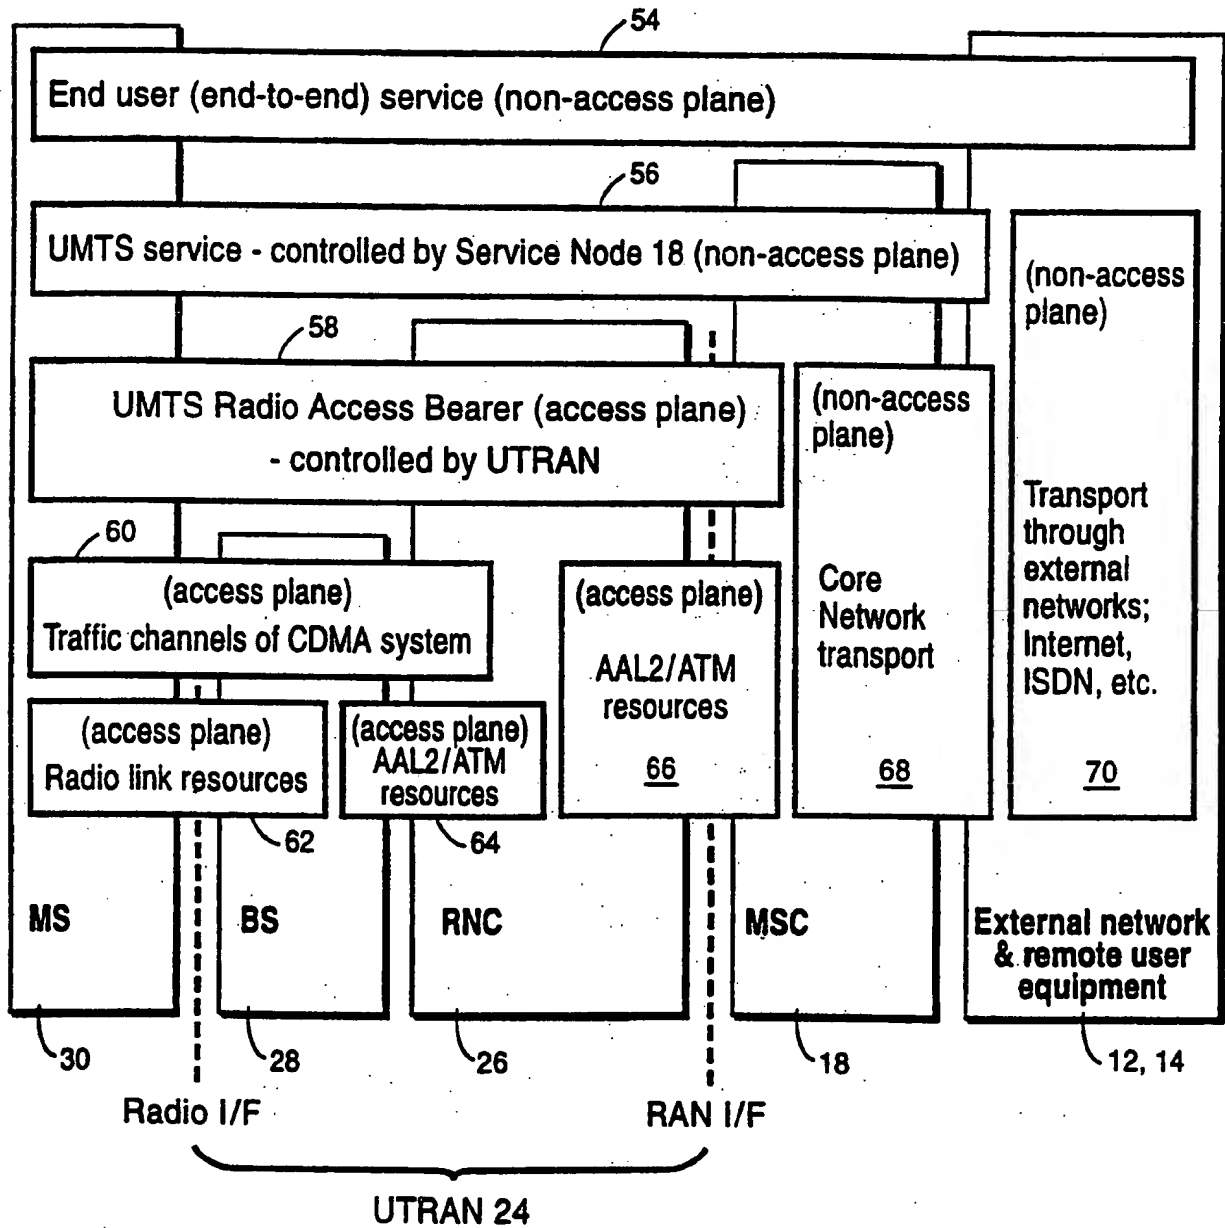 54
End user (end-to-end) service (non-access plane)
56
UMTS service - controlled by Service Node 18 (non-access plane)
(non-access
plane)
Transport
through
external
networks;
Internet,
ISDN, etc.
70
58
UMTS Radio Access Bearer (access plane)
- controlled by UTRAN
(non-access
plane)
Core
Network
transport
68
60
(access plane)
Traffic channels of CDMA system
(access plane)
AAL2/ATM
resources
66
(access plane)
Radio link resources
62
(access plane)
AAL2/ATM
resources
64
MS
BS
RNC
MSC
External network
& remote user
equipment
30
28
26
18
12, 14
Radio I/F
RAN I/F
UTRAN 24